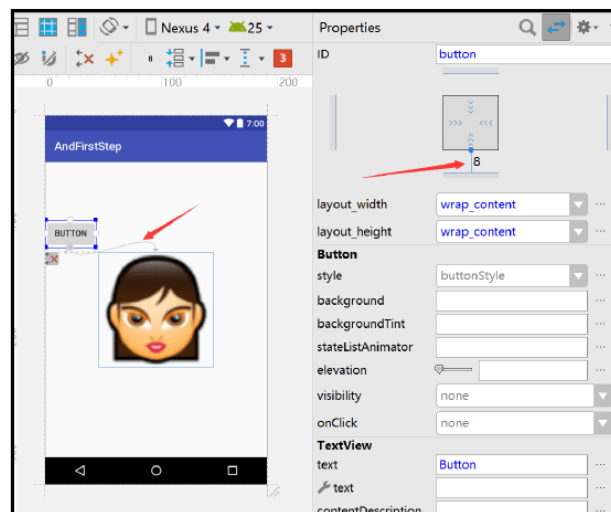 Nexus 4
25
Properties
8
3
ID
button
0
100
200
7:00
AndFirstStep
8
BUTTON
layout_width
wrap_content
layout_height
wrap_content
Button
style
buttonStyle
background
...
backgroundTint
...
stateListAnimator
...
elevation
...
visibility
none
onClick
none
TextView
text
Button
...
text
...
contentDescription